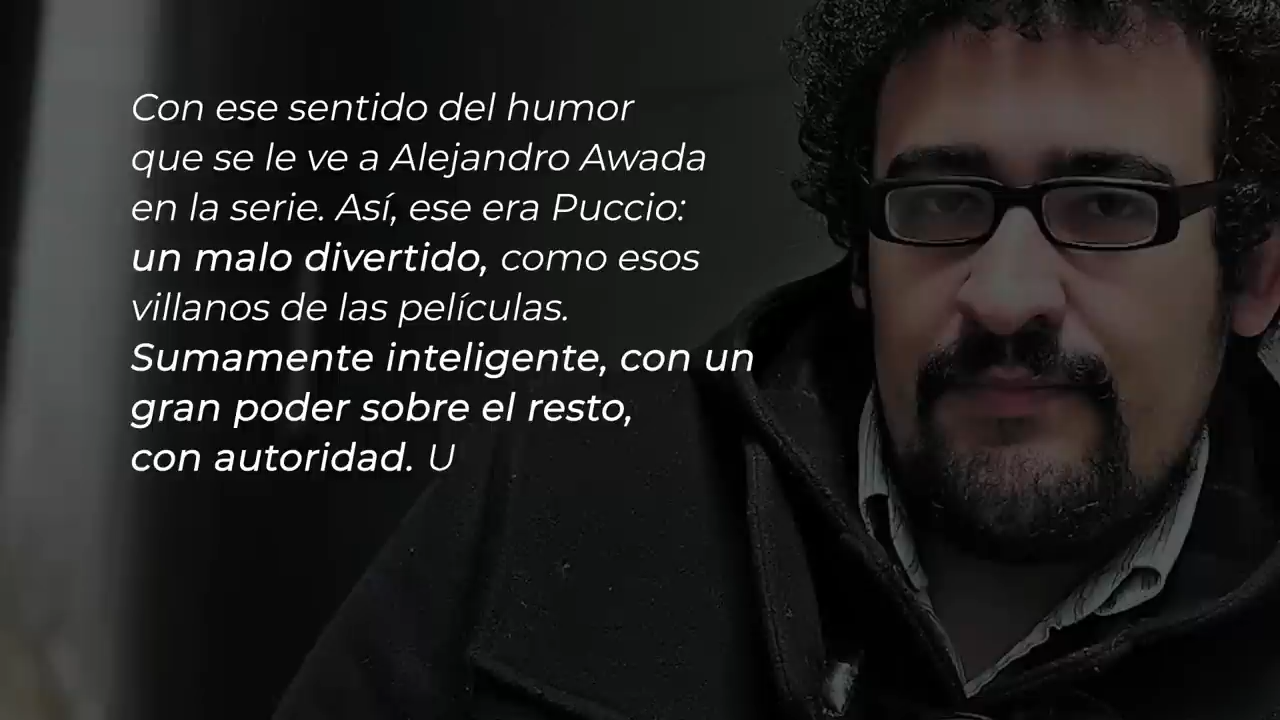 Con ese sentido del humor
que se le ve a Alejandro Awada
en la serie. Así, ese era Puccio:
un malo divertido, como esos
villanos de las películas.
Sumamente inteligente, con un
gran poder sobre el resto,
con autoridad. U